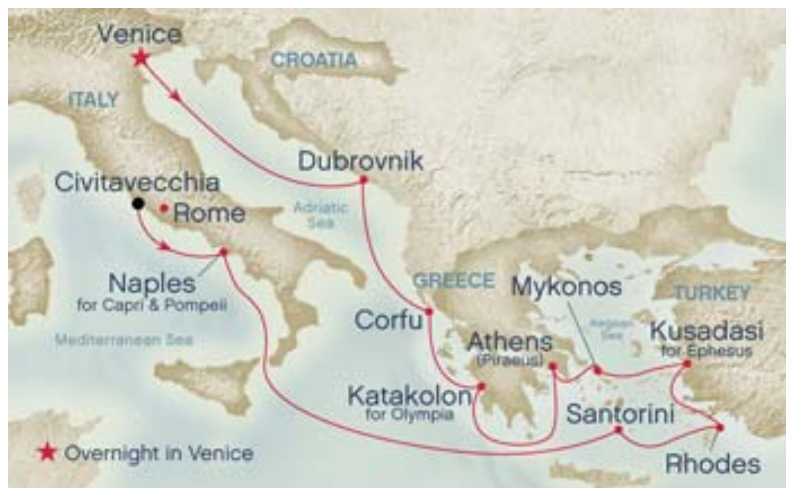 Venice
CROATIA
ITALY
Dubrovnik
Civitavecchia
Rome
Adriatic
Sea
Naples
for Capri & Pompeii
GREECE
Mykonos
TURKEY
Corfu
Athens
(Piraeus)
Aegean
Sea
Kusadasi
for Ephesus
Mediterranean Sea
Katakolon
for Olympia
Santorini
Overnight in Venice
Rhodes